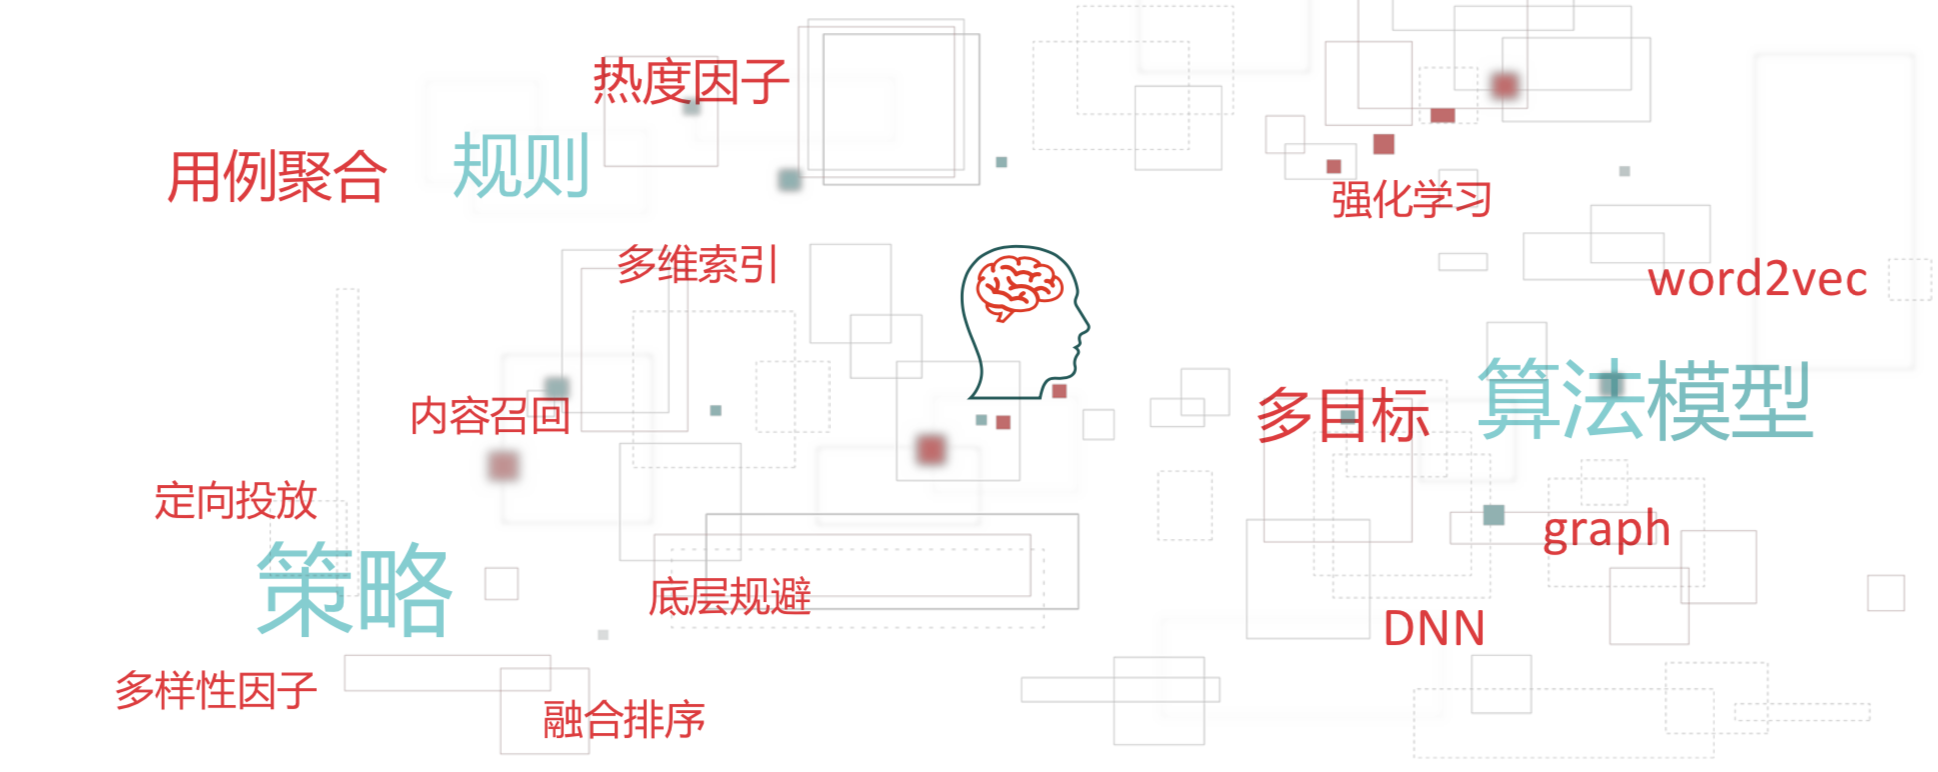 热度因子
用例聚合
规则
强化学习
多维索引
word2vec
内容召回
多目标
算法模型
定向投放
graph
策略
底层规避
DNN
多样性因子
融合排序